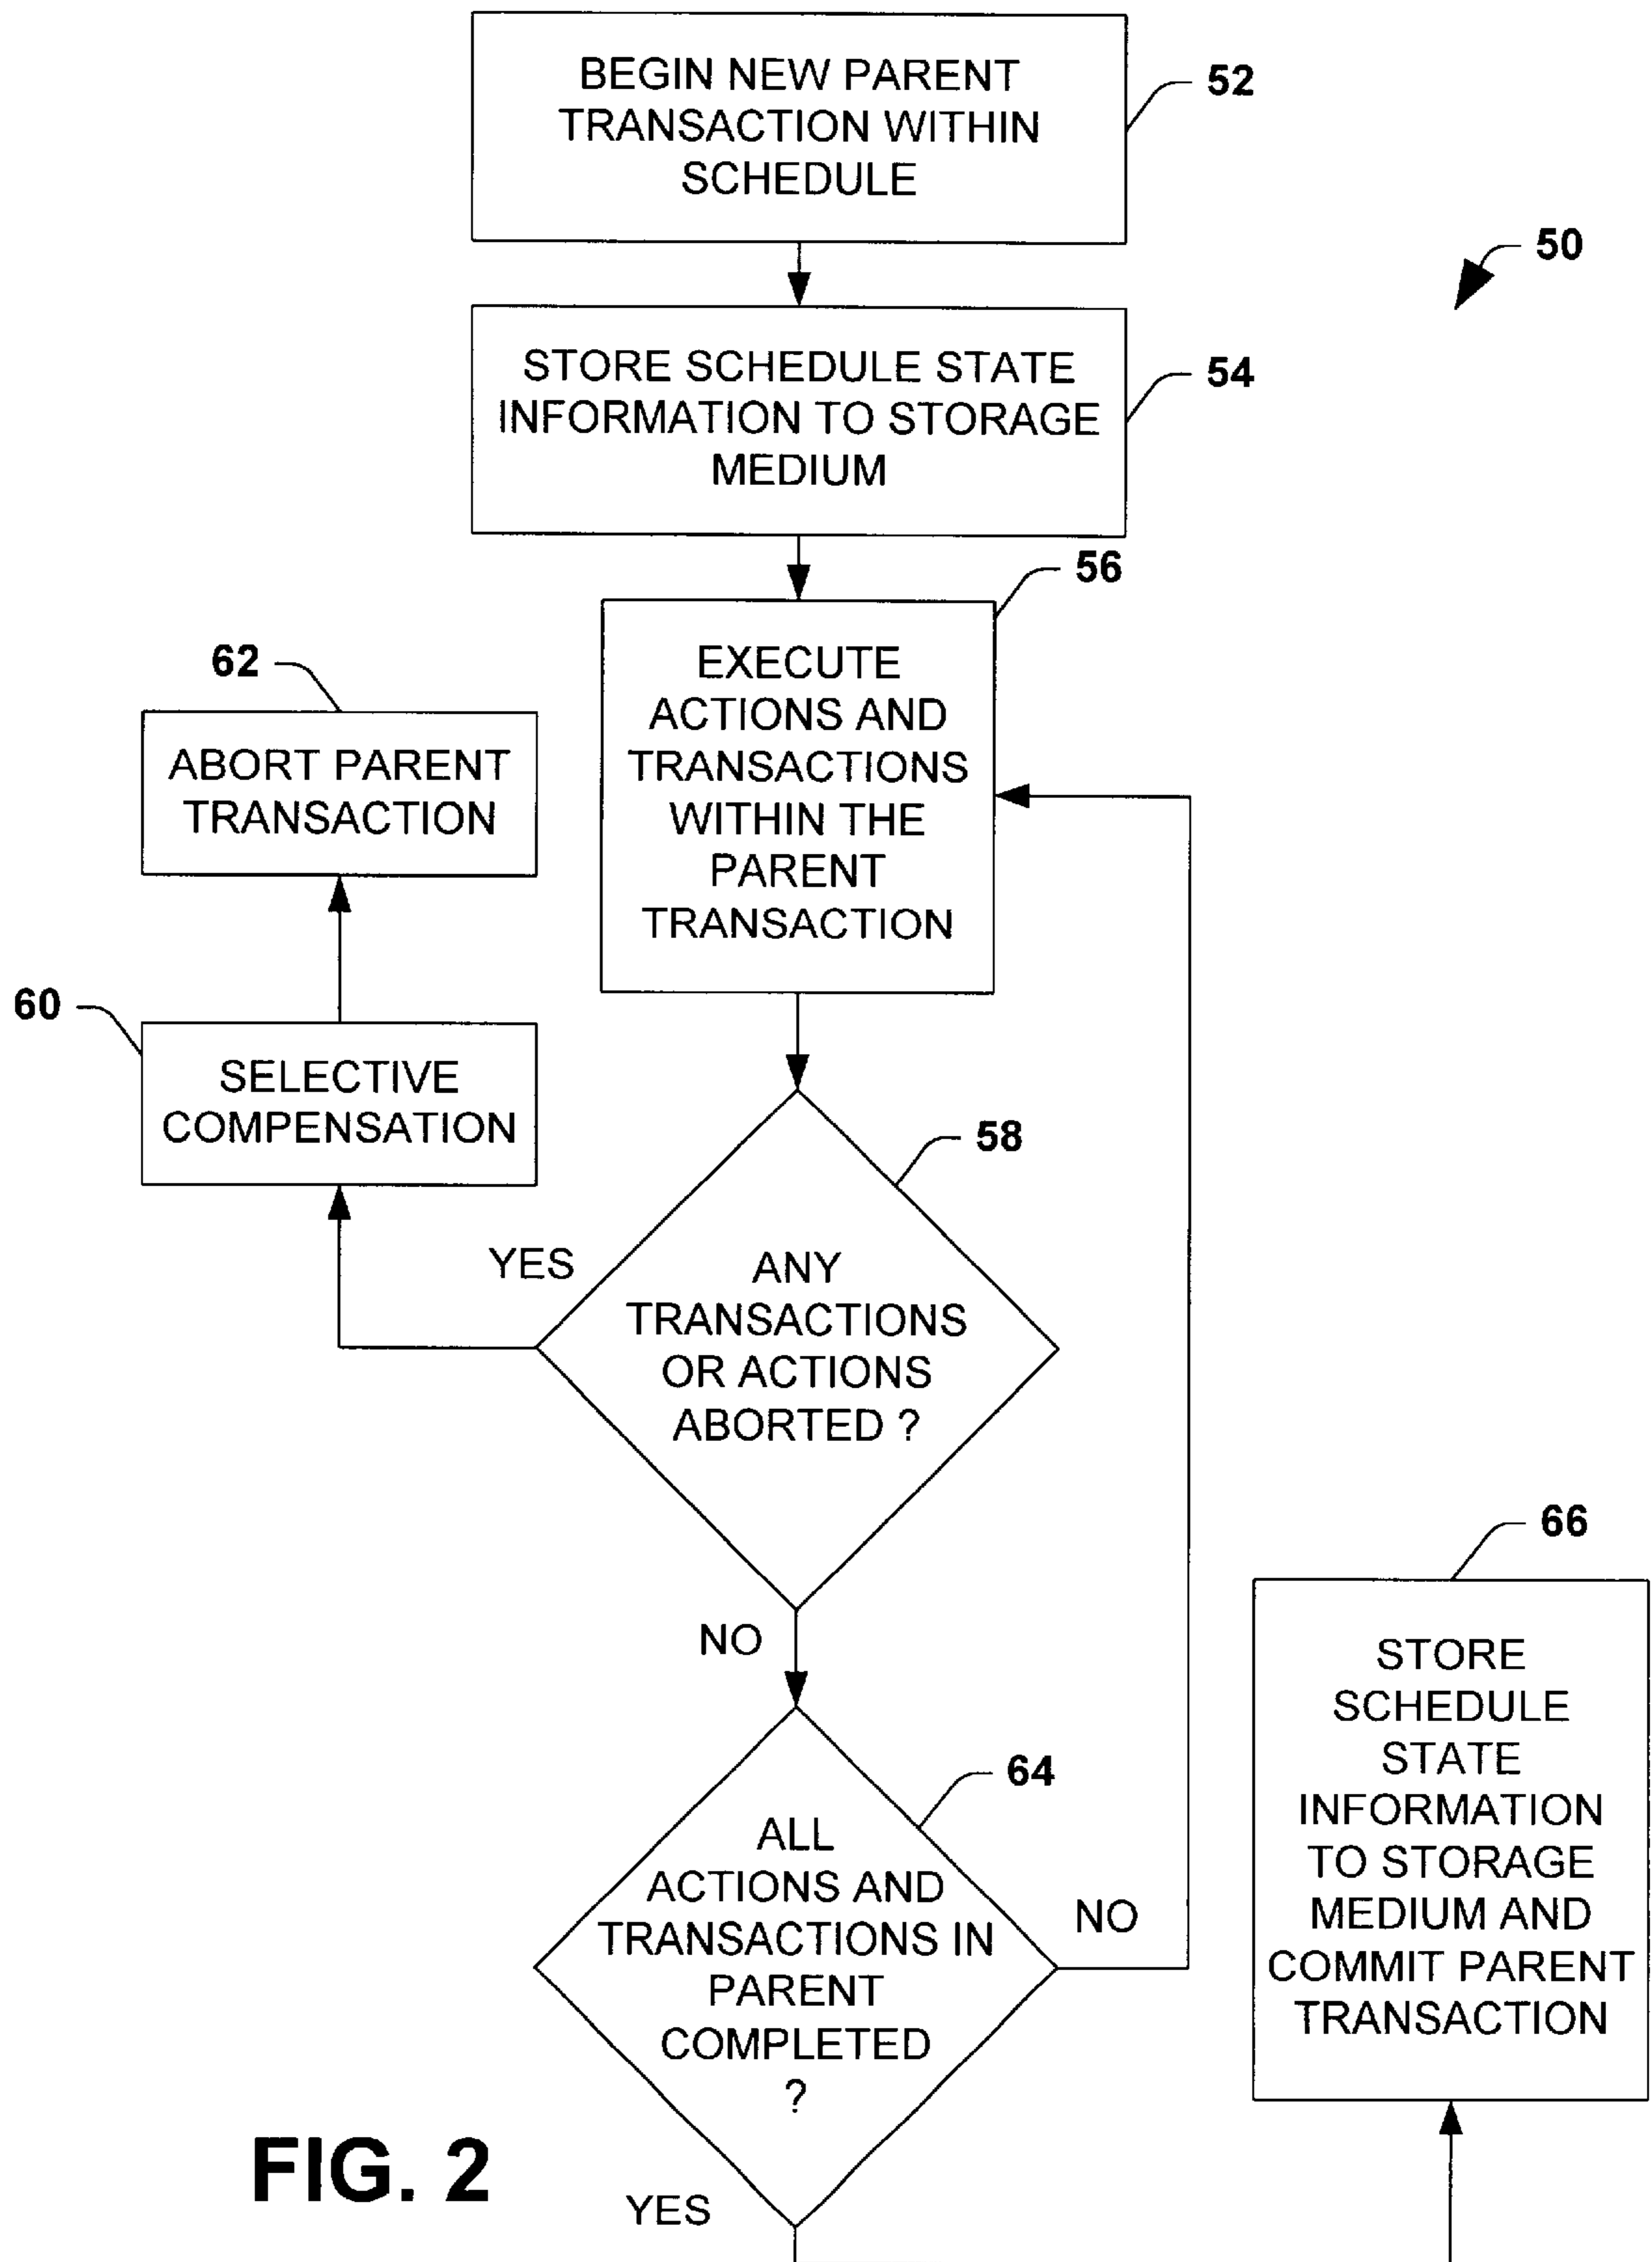 BEGIN NEW PARENT
TRANSACTION WITHIN
SCHEDULE
52
50
STORE SCHEDULE STATE
INFORMATION TO STORAGE
MEDIUM
54
56
EXECUTE
ACTIONS AND
TRANSACTIONS
WITHIN THE
PARENT
TRANSACTION
62
ABORT PARENT
TRANSACTION
60
SELECTIVE
COMPENSATION
58
YES
ANY
TRANSACTIONS
OR ACTIONS
ABORTED ?
NO
64
ALL
ACTIONS AND
TRANSACTIONS IN
PARENT
COMPLETED
?
NO
66
STORE
SCHEDULE
STATE
INFORMATION
TO STORAGE
MEDIUM AND
COMMIT PARENT
TRANSACTION
YES
FIG. 2